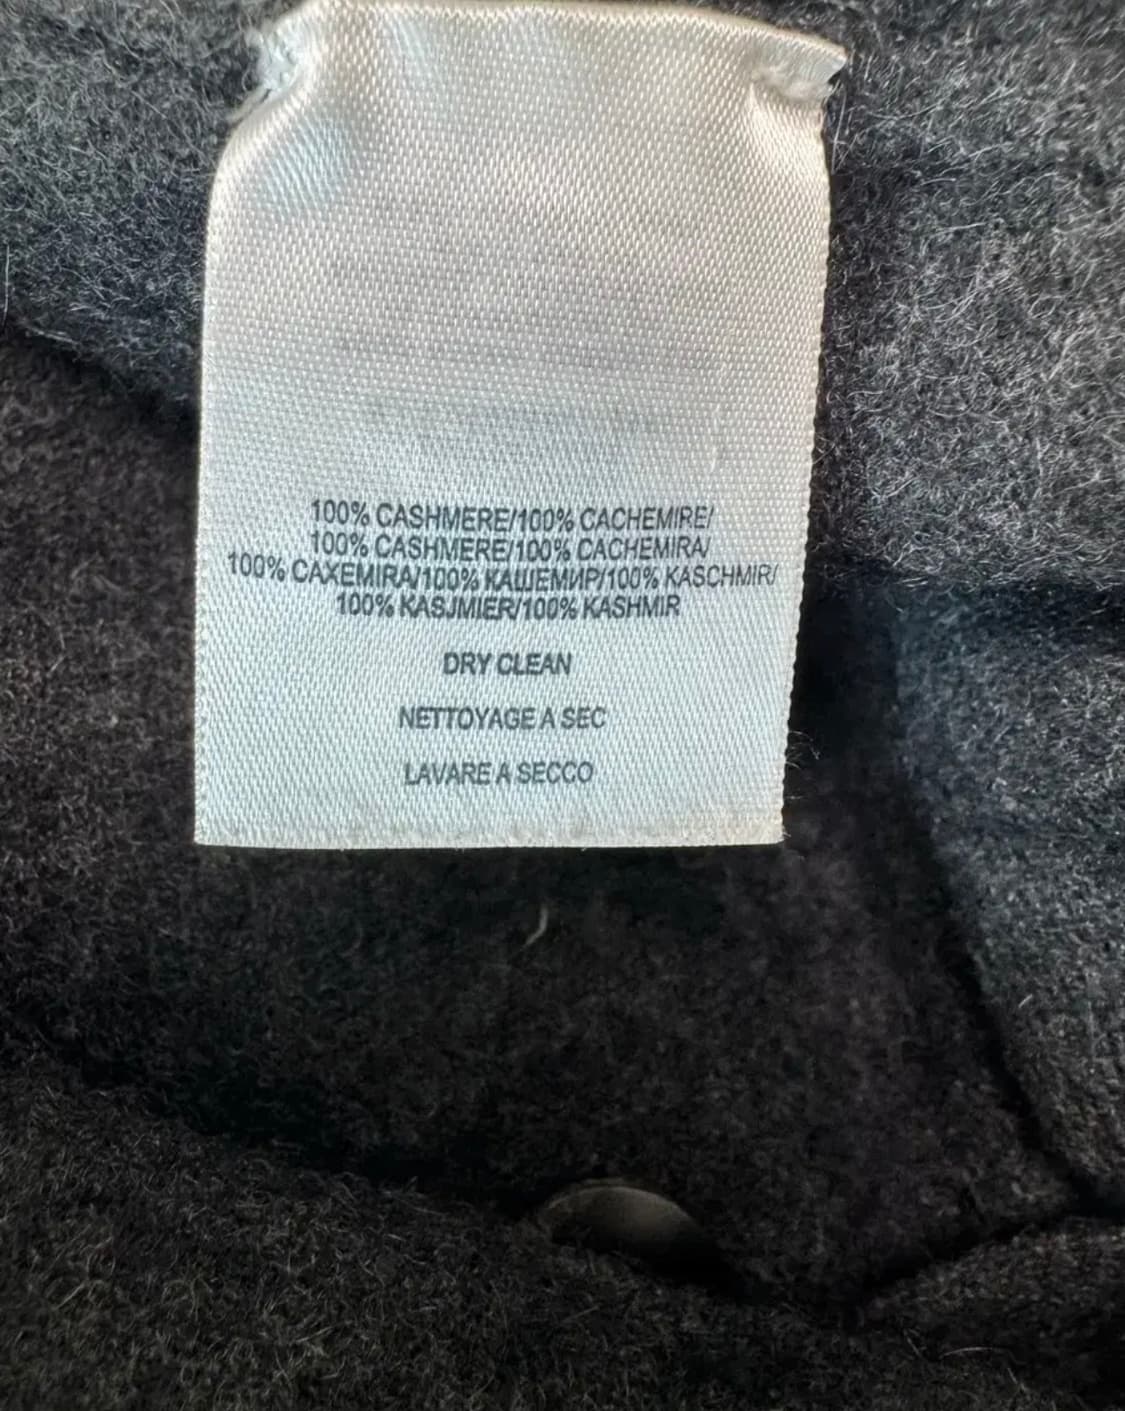 100% CASHMERE/100% CACHEMIRE/
100% CASHMERE/100% CACHEMIRA/
100% CAXEMIRA/100% КАШЕМИР/100% KASCHMIR/
100% KASJMIER/100% KASHMIR
DRY CLEAN
NETTOYAGE A SEC
LAVARE A SECCO